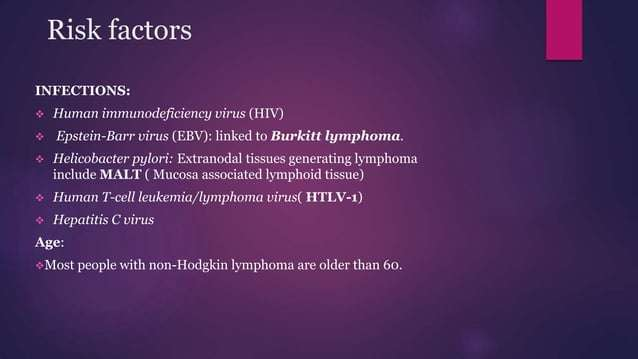 Risk factors
INFECTIONS:
❖ Human immunodeficiency virus (HIV)
❖ Epstein-Barr virus (EBV): linked to Burkitt lymphoma.
❖ Helicobacter pylori: Extranodal tissues generating lymphoma
include MALT ( Mucosa associated lymphoid tissue)
❖ Human T-cell leukemia/lymphoma virus( HTLV-1)
❖ Hepatitis C virus
Age:
❖Most people with non-Hodgkin lymphoma are older than 60.